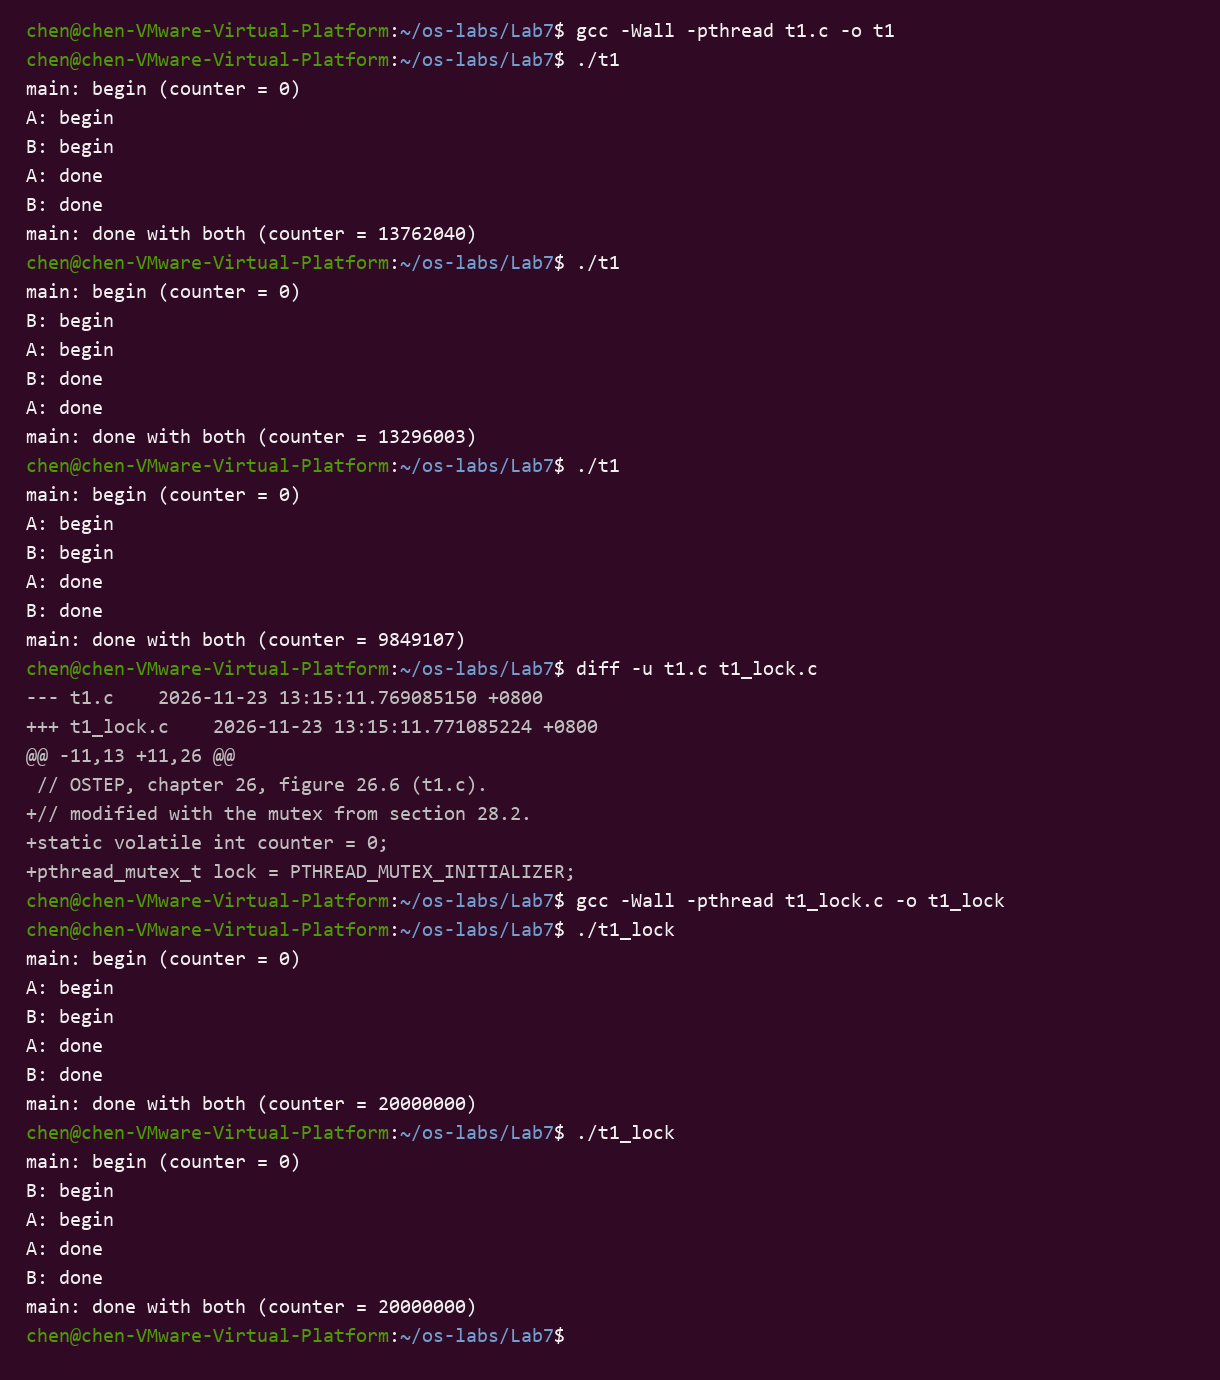 chen@chen-VMware-Virtual-Platform:~/os-labs/Lab7$ gcc -Wall -pthread t1.c -o t1
chen@chen-VMware-Virtual-Platform:~/os-labs/Lab7$ ./t1
main: begin (counter = 0)
A: begin
B: begin
A: done
B: done
main: done with both (counter = 13762040)
chen@chen-VMware-Virtual-Platform:~/os-labs/Lab7$ ./t1
main: begin (counter = 0)
B: begin
A: begin
B: done
A: done
main: done with both (counter = 13296003)
chen@chen-VMware-Virtual-Platform:~/os-labs/Lab7$ ./t1
main: begin (counter = 0)
A: begin
B: begin
A: done
B: done
main: done with both (counter = 9849107)
chen@chen-VMware-Virtual-Platform:~/os-labs/Lab7$ diff -u t1.c t1_lock.c
--- t1.c    2026-11-23 13:15:11.769085150 +0800
+++ t1_lock.c    2026-11-23 13:15:11.771085224 +0800
@@ -11,13 +11,26 @@
 // OSTEP, chapter 26, figure 26.6 (t1.c).
+// modified with the mutex from section 28.2.
+static volatile int counter = 0;
+pthread_mutex_t lock = PTHREAD_MUTEX_INITIALIZER;
chen@chen-VMware-Virtual-Platform:~/os-labs/Lab7$ gcc -Wall -pthread t1_lock.c -o t1_lock
chen@chen-VMware-Virtual-Platform:~/os-labs/Lab7$ ./t1_lock
main: begin (counter = 0)
A: begin
B: begin
A: done
B: done
main: done with both (counter = 20000000)
chen@chen-VMware-Virtual-Platform:~/os-labs/Lab7$ ./t1_lock
main: begin (counter = 0)
B: begin
A: begin
A: done
B: done
main: done with both (counter = 20000000)
chen@chen-VMware-Virtual-Platform:~/os-labs/Lab7$